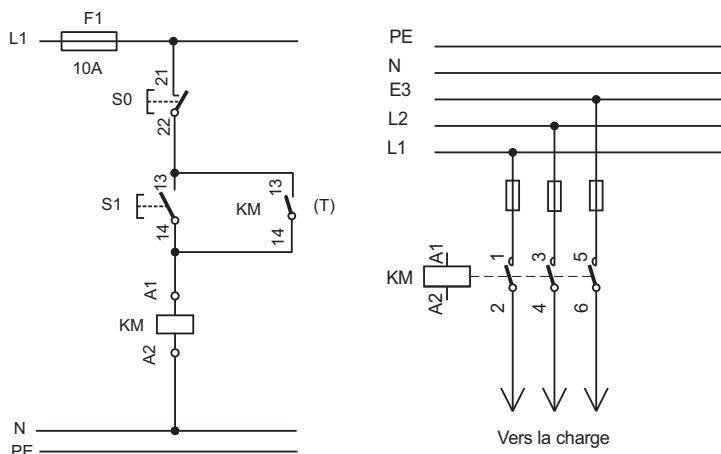 F1
L1
10A
21
S0
22
13
S1
14
KM
13
14
(T)
A1
KM
A2
N
PE
PE
N
E3
L2
L1
KM
A1
A2
1
3
5
2
4
6
Vers la charge